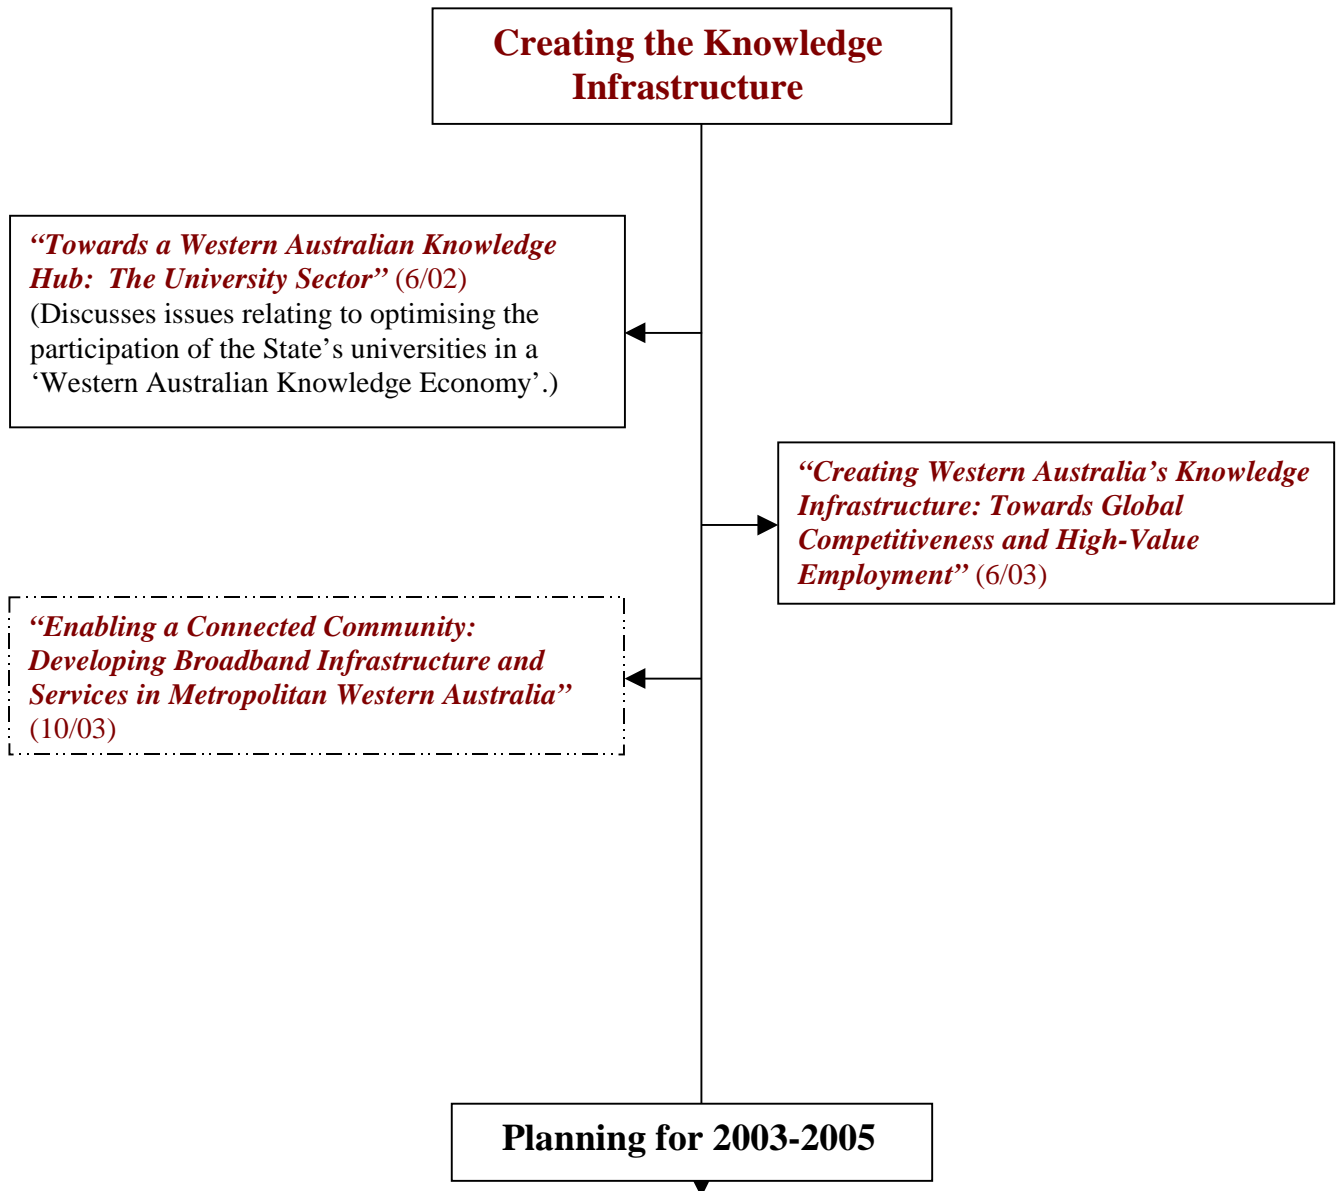 Creating the Knowledge
Infrastructure
“Towards a Western Australian Knowledge
Hub:  The University Sector” (6/02)
(Discusses issues relating to optimising the
participation of the State’s universities in a
‘Western Australian Knowledge Economy’.)
“Creating Western Australia’s Knowledge
Infrastructure: Towards Global
Competitiveness and High-Value
Employment” (6/03)
“Enabling a Connected Community:
Developing Broadband Infrastructure and
Services in Metropolitan Western Australia”
(10/03)
Planning for 2003-2005